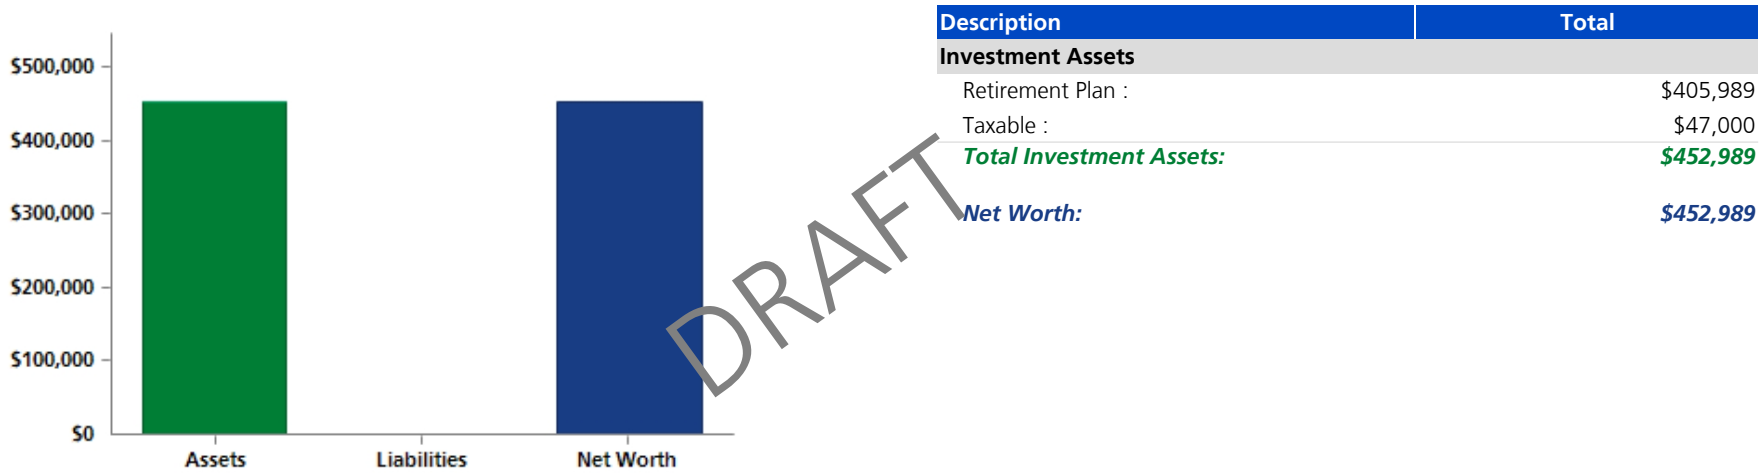 $500,000
$400,000
$300,000
$200,000
$100,000
$0
Assets Liabilities Net Worth
DRAFT
Description Total
Investment Assets
Retirement Plan : $405,989
Taxable : $47,000
Total Investment Assets: $452,989
Net Worth: $452,989